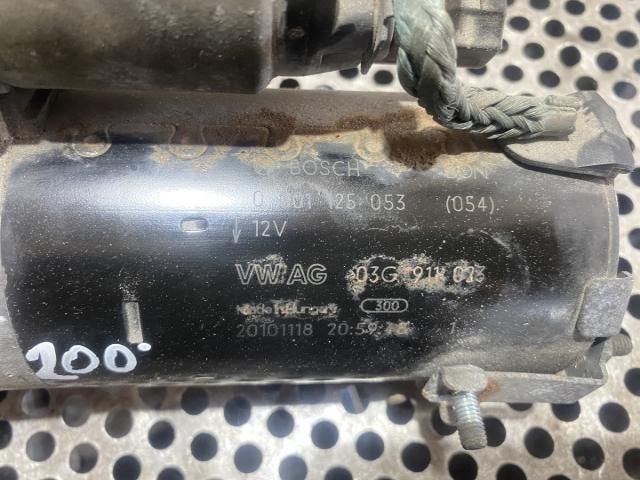 BOSCH
0 001 125 053 (054)
12V
VW AG 03G 911 023
Made in Hungary 300
20101118 20:59
200